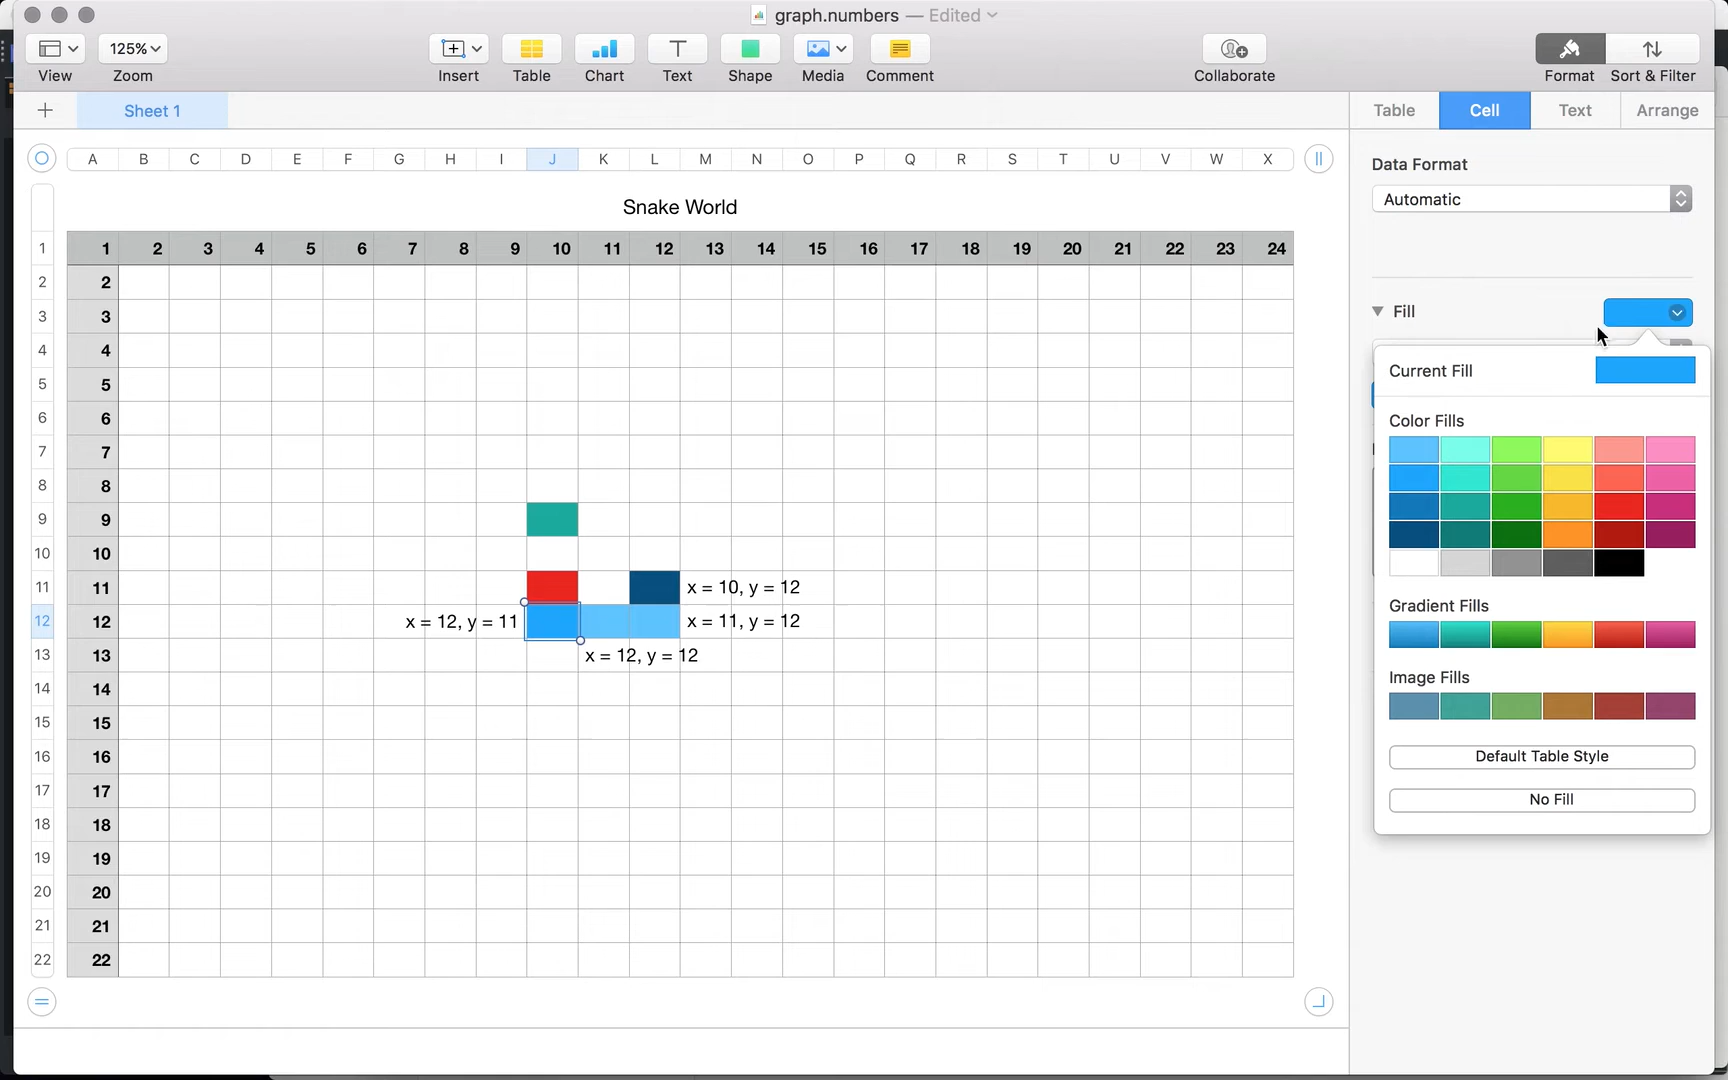 graph.numbers — Edited
125%
View
Zoom
Insert
Table
Chart
Text
Shape
Media
Comment
Collaborate
Format
Sort & Filter
Sheet 1
Table
Cell
Text
Arrange
A B C D E F G H I J K L M N O P Q R S T U V W X
Snake World
1 1 2 3 4 5 6 7 8 9 10 11 12 13 14 15 16 17 18 19 20 21 22 23 24
2 2
3 3
4 4
5 5
6 6
7 7
8 8
9 9
10 10
11 11 x = 10, y = 12
12 12 x = 12, y = 11 x = 11, y = 12
13 13 x = 12, y = 12
14 14
15 15
16 16
17 17
18 18
19 19
20 20
21 21
22 22
Data Format
Automatic
Fill
Current Fill
Color Fills
Gradient Fills
Image Fills
Default Table Style
No Fill